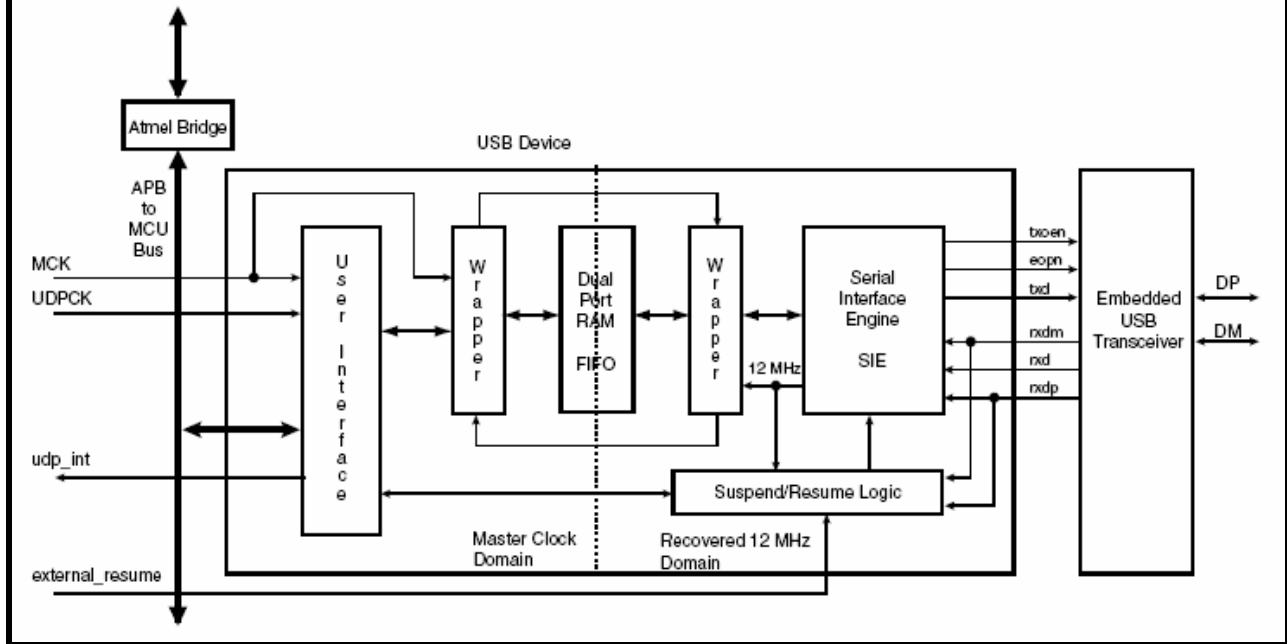 Atmel Bridge
USB Device
APB
to
MCU
Bus
MCK
UDPCK
udp_int
external_resume
User Interface
Wrapper
Dual
Port
RAM
FIFO
Wrapper
12 MHz
Serial
Interface
Engine
SIE
Suspend/Resume Logic
Master Clock
Domain
Recovered 12 MHz
Domain
txoen
eopn
txd
rxdm
rxd
rxdp
Embedded
USB
Transceiver
DP
DM